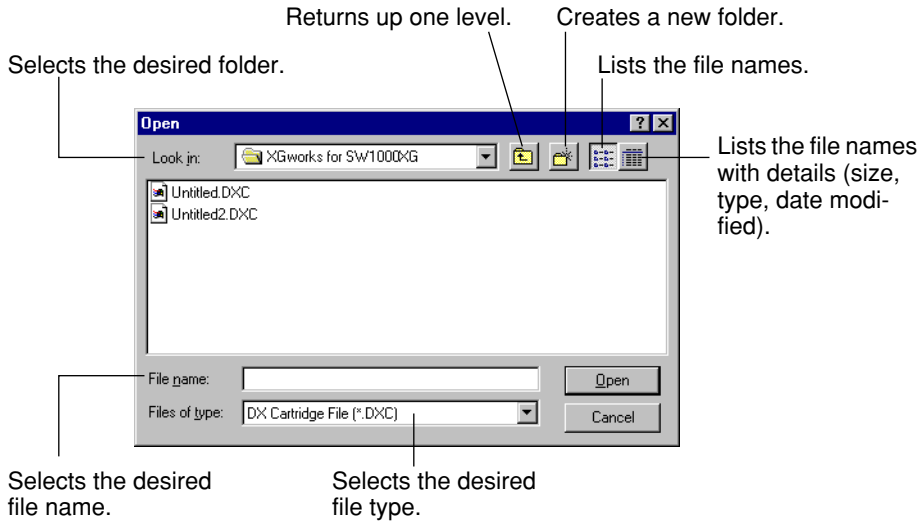 Returns up one level.
Creates a new folder.
Selects the desired folder.
Lists the file names.
Open
Look in:
XGworks for SW1000XG
Lists the file names
with details (size,
type, date modi-
fied).
Untitled.DXC
Untitled2.DXC
File name:
Open
Files of type:
DX Cartridge File (*.DXC)
Cancel
Selects the desired
file name.
Selects the desired
file type.